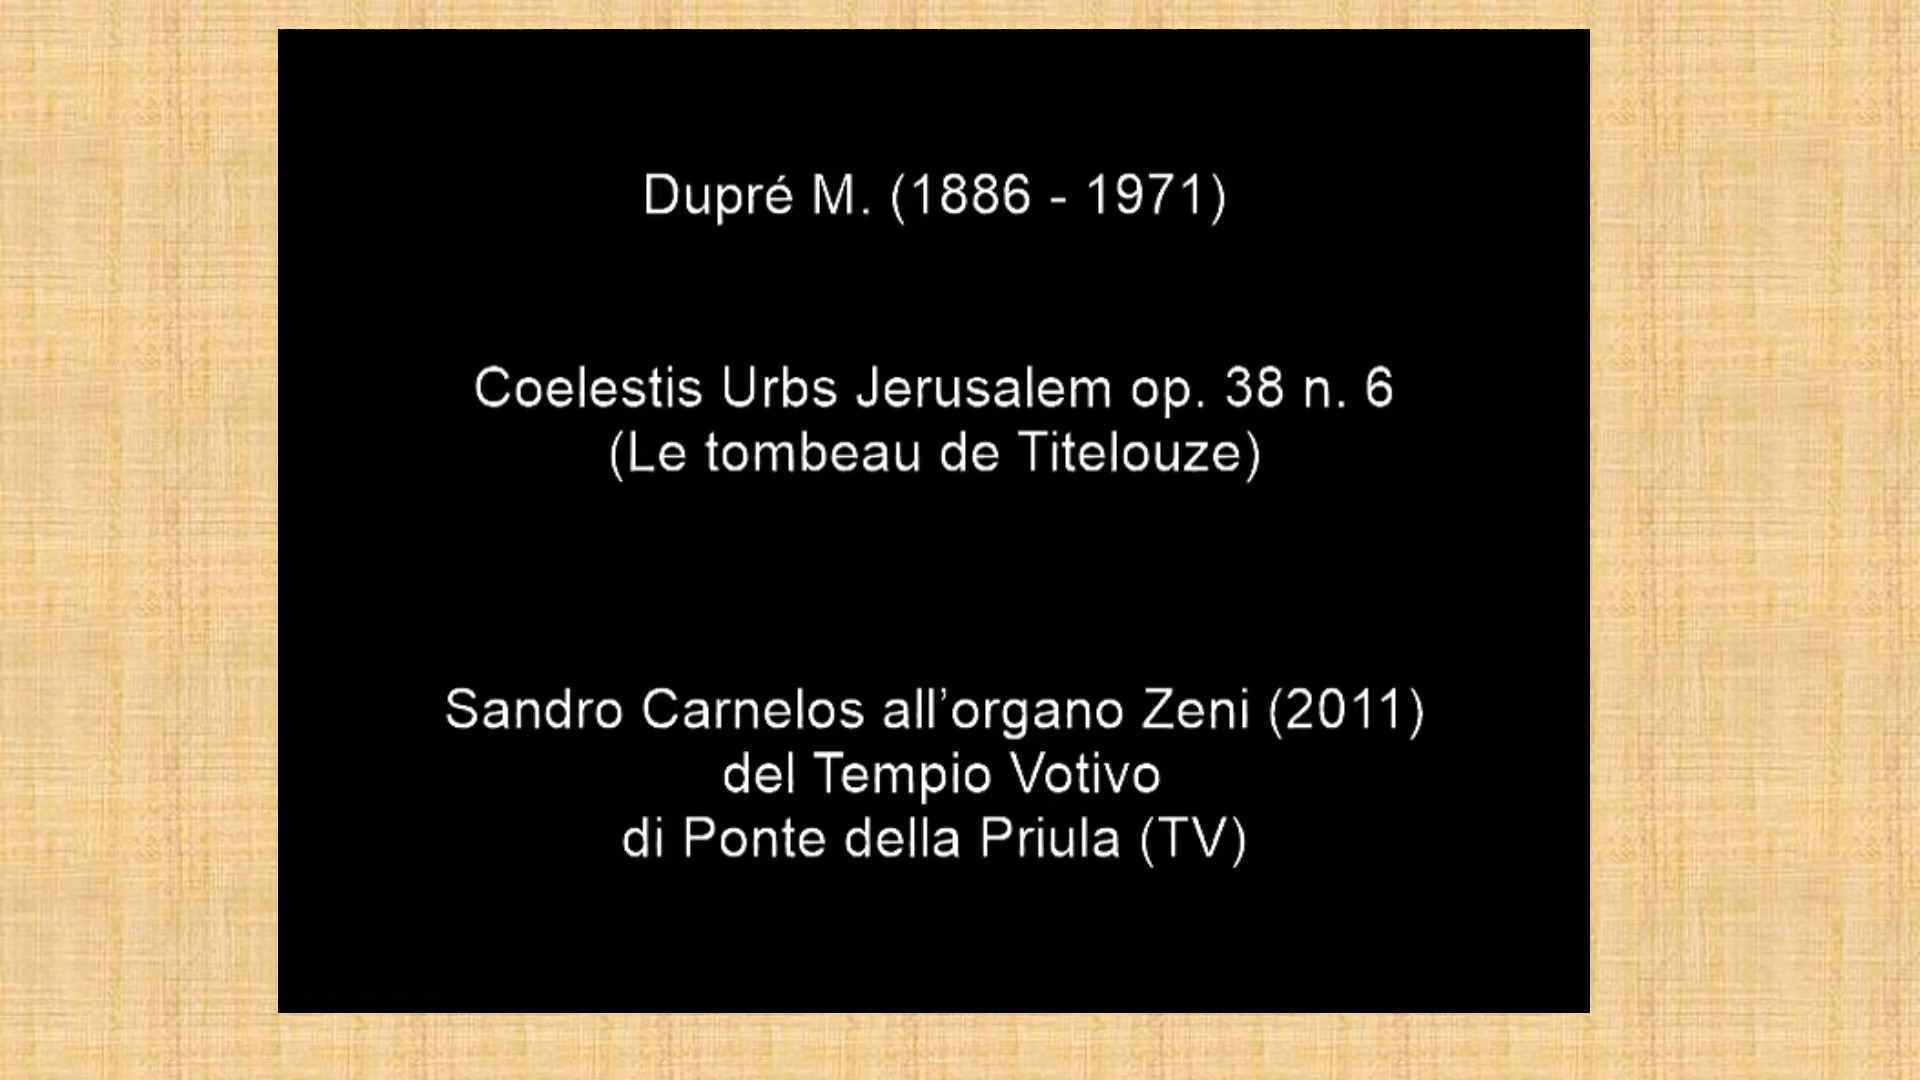 Dupré M. (1886 - 1971)
Coelestis Urbs Jerusalem op. 38 n. 6
(Le tombeau de Titelouze)
Sandro Carnelos all’organo Zeni (2011)
del Tempio Votivo
di Ponte della Priula (TV)